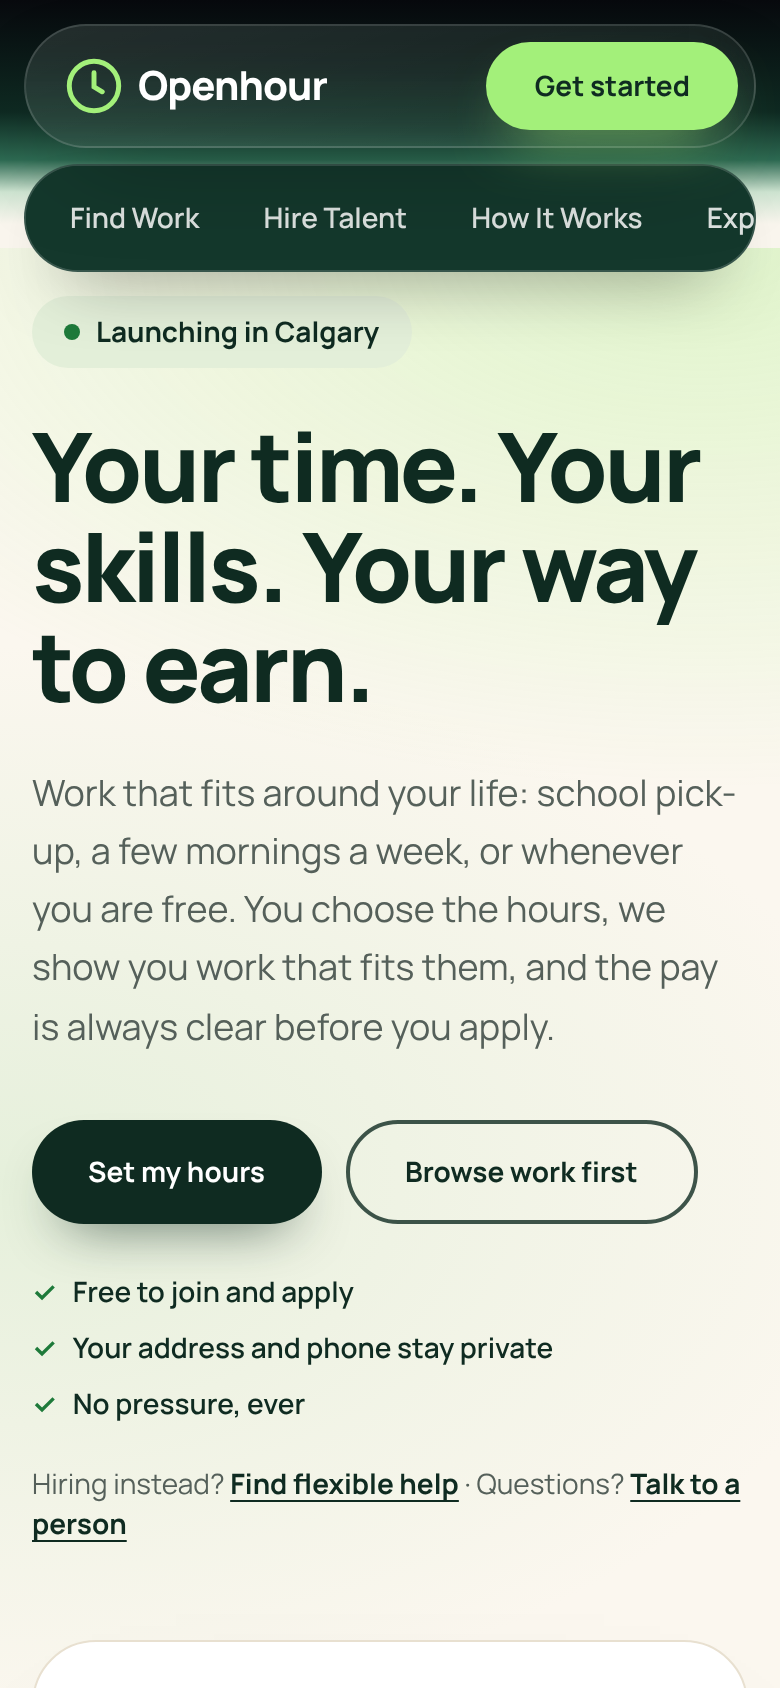 Openhour
Get started
Find Work
Hire Talent
How It Works
Exp
Launching in Calgary
Your time. Your
skills. Your way
to earn.
Work that fits around your life: school pick-
up, a few mornings a week, or whenever
you are free. You choose the hours, we
show you work that fits them, and the pay
is always clear before you apply.
Set my hours
Browse work first
Free to join and apply
Your address and phone stay private
No pressure, ever
Hiring instead? Find flexible help · Questions? Talk to a
person